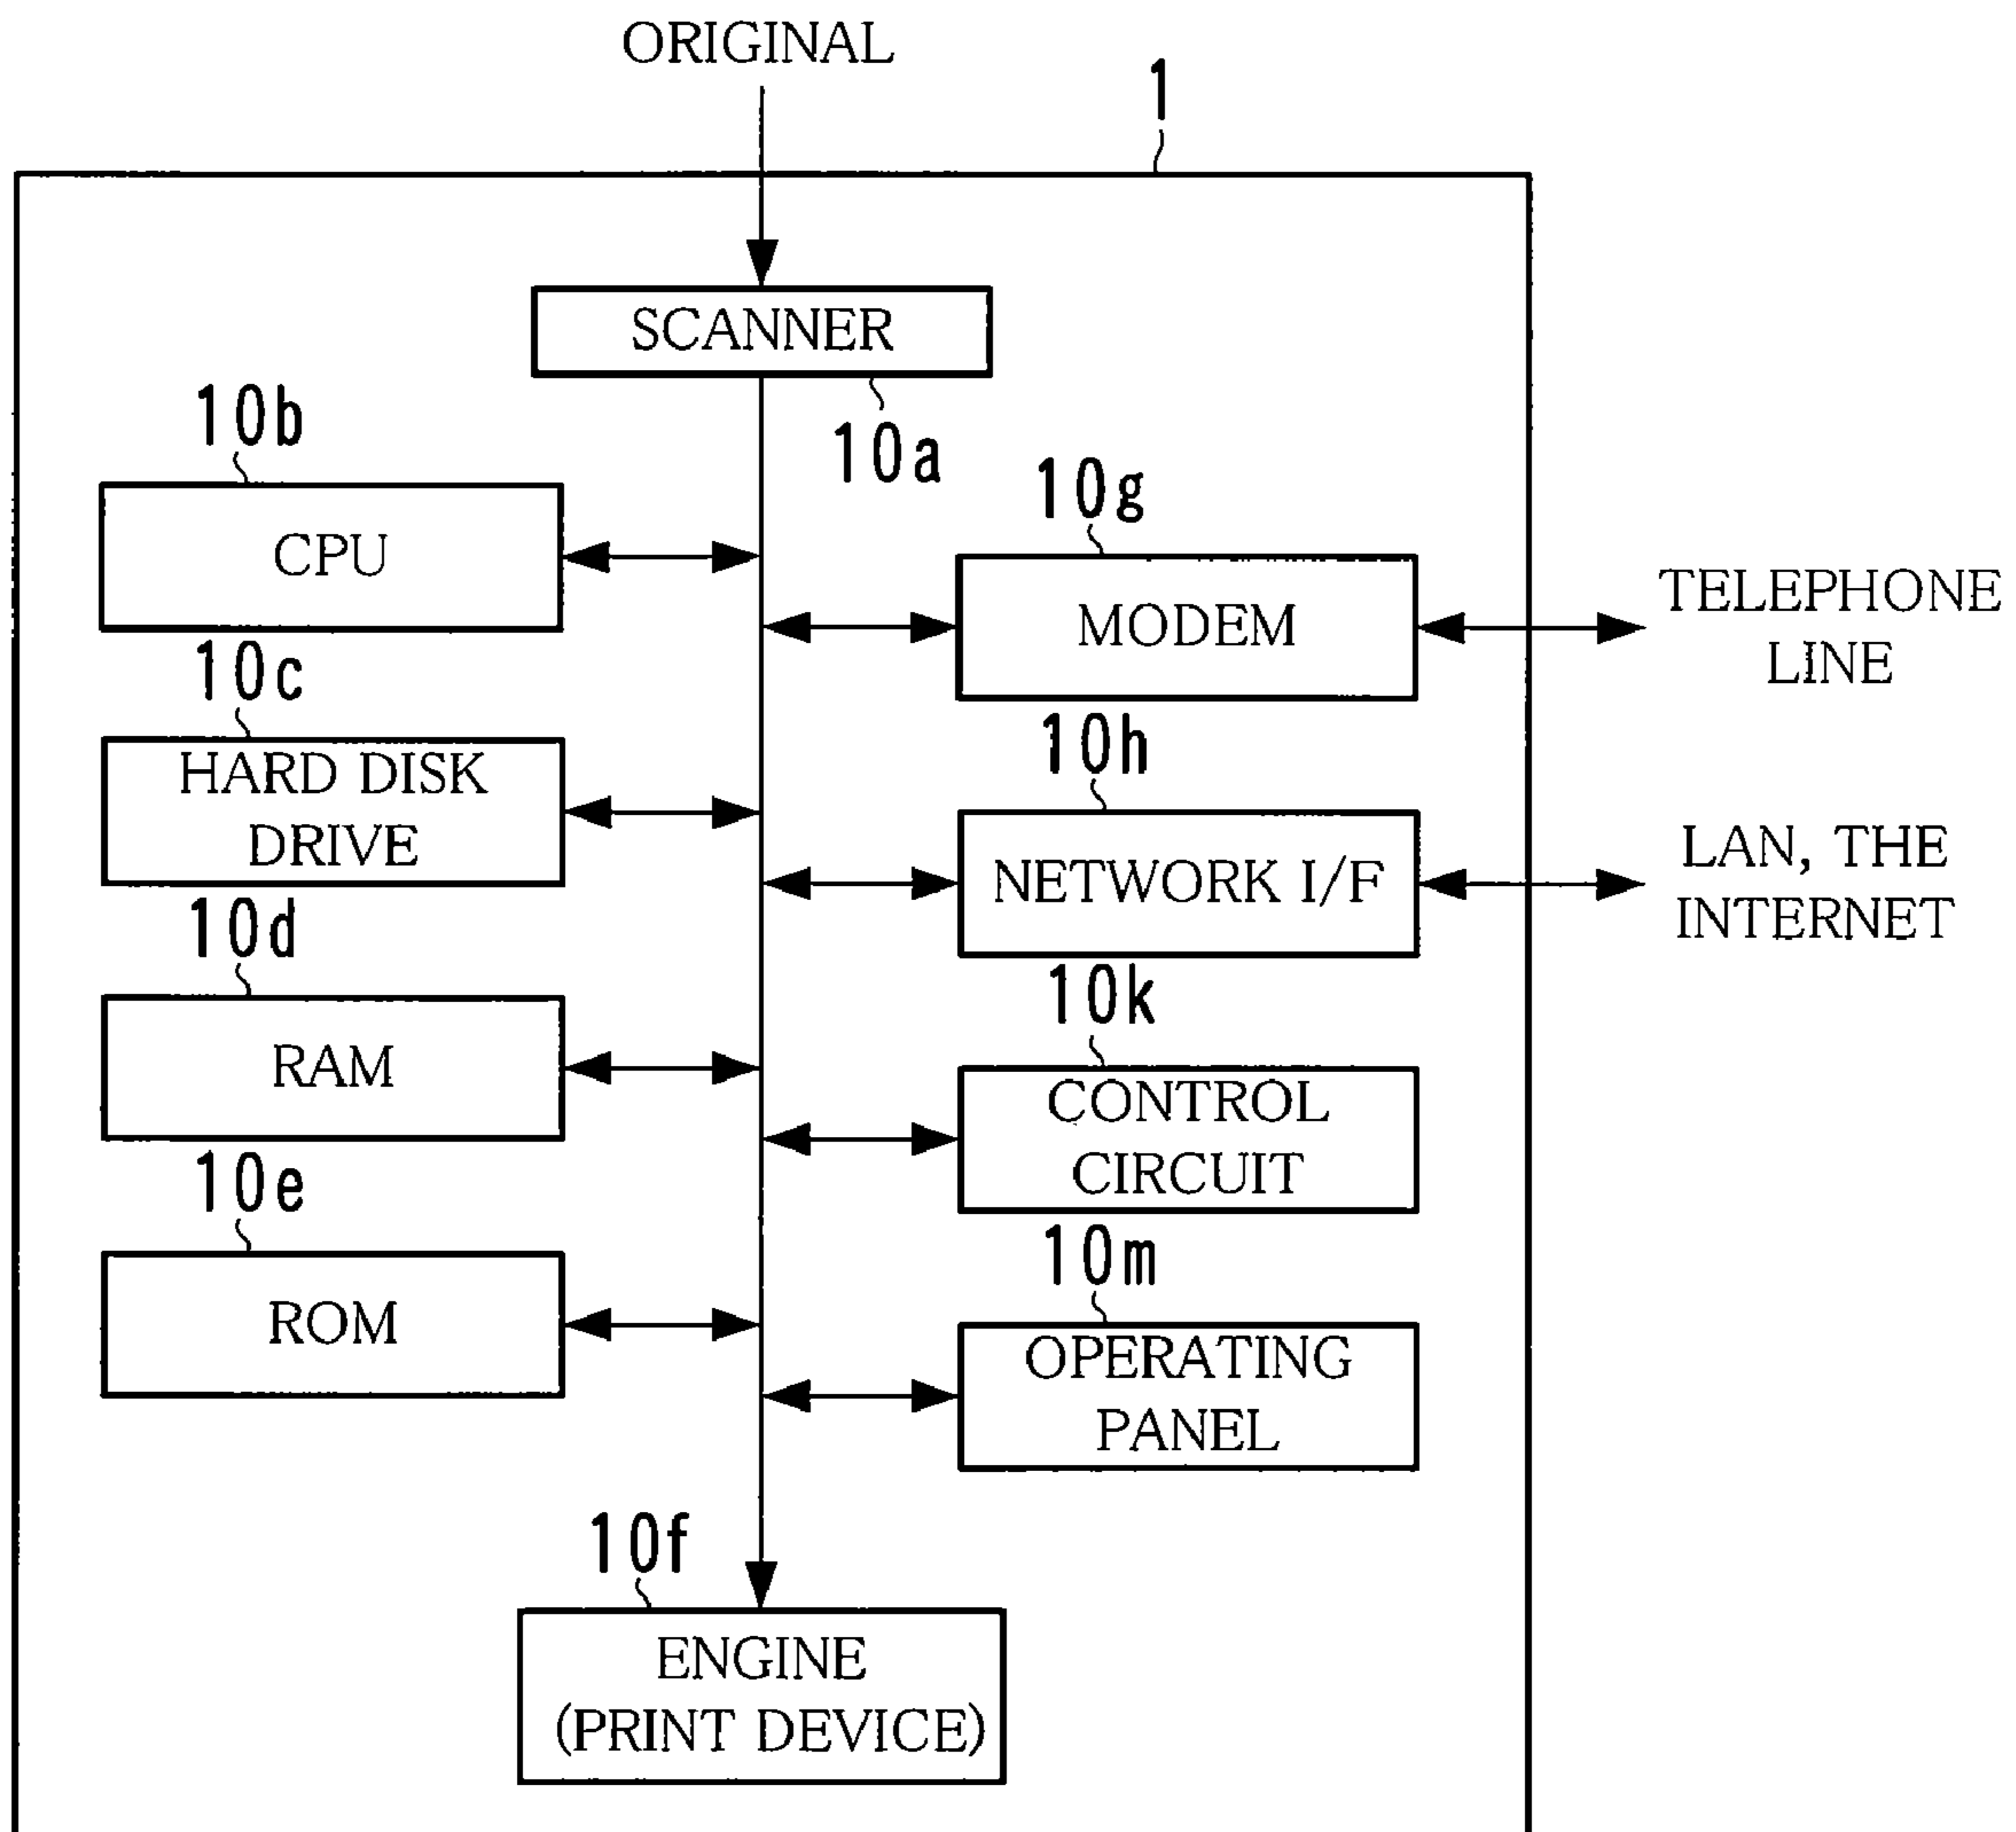 ORIGINAL
1
SCANNER
10a
10b
CPU
10g
MODEM
TELEPHONE
LINE
10c
HARD DISK
DRIVE
10h
NETWORK I/F
LAN, THE
INTERNET
10d
RAM
10k
CONTROL
CIRCUIT
10e
ROM
10m
OPERATING
PANEL
10f
ENGINE
(PRINT DEVICE)